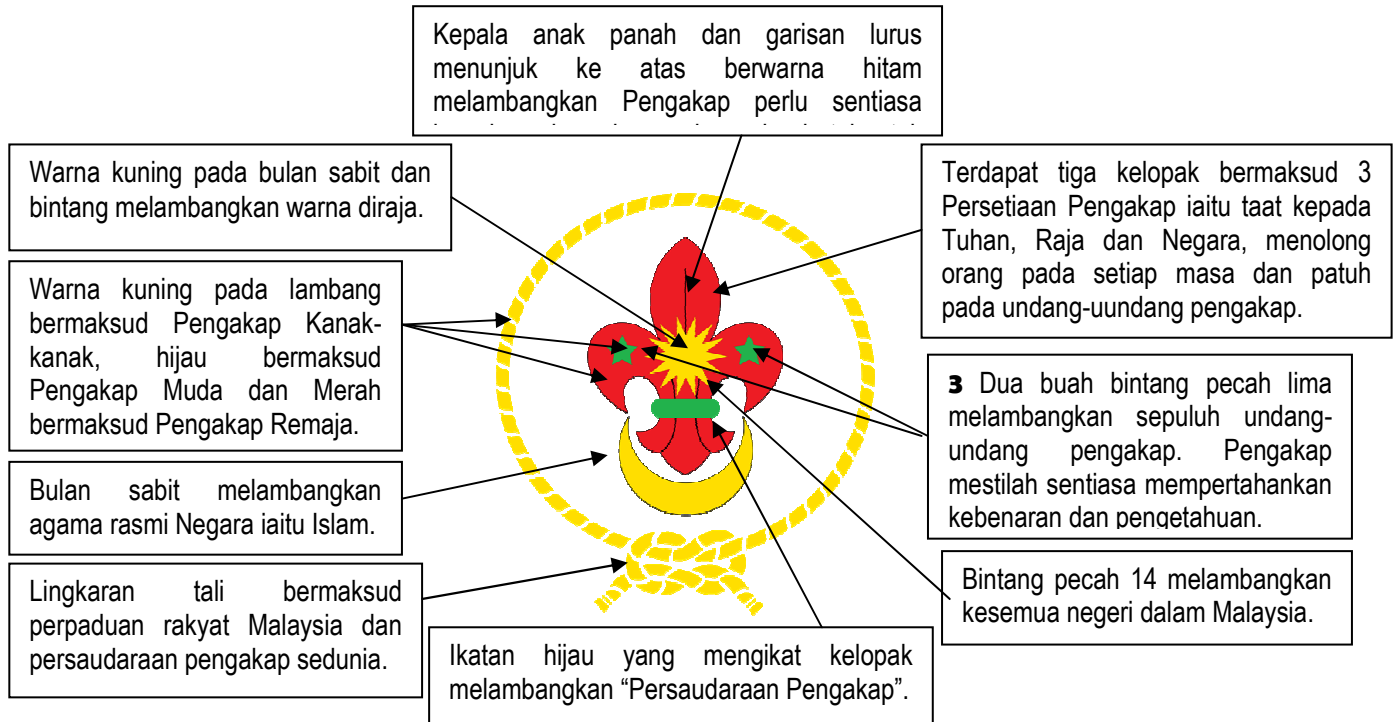 Kepala anak panah dan garisan lurus
menunjuk ke atas berwarna hitam
melambangkan Pengakap perlu sentiasa
Warna kuning pada bulan sabit dan
bintang melambangkan warna diraja.
Terdapat tiga kelopak bermaksud 3
Persetiaan Pengakap iaitu taat kepada
Tuhan, Raja dan Negara, menolong
orang pada setiap masa dan patuh
pada undang-uundang pengakap.
Warna kuning pada lambang
bermaksud Pengakap Kanak-
kanak, hijau bermaksud
Pengakap Muda dan Merah
bermaksud Pengakap Remaja.
3 Dua buah bintang pecah lima
melambangkan sepuluh undang-
undang pengakap. Pengakap
mestilah sentiasa mempertahankan
kebenaran dan pengetahuan.
Bulan sabit melambangkan
agama rasmi Negara iaitu Islam.
Bintang pecah 14 melambangkan
kesemua negeri dalam Malaysia.
Lingkaran tali bermaksud
perpaduan rakyat Malaysia dan
persaudaraan pengakap sedunia.
Ikatan hijau yang mengikat kelopak
melambangkan “Persaudaraan Pengakap”.